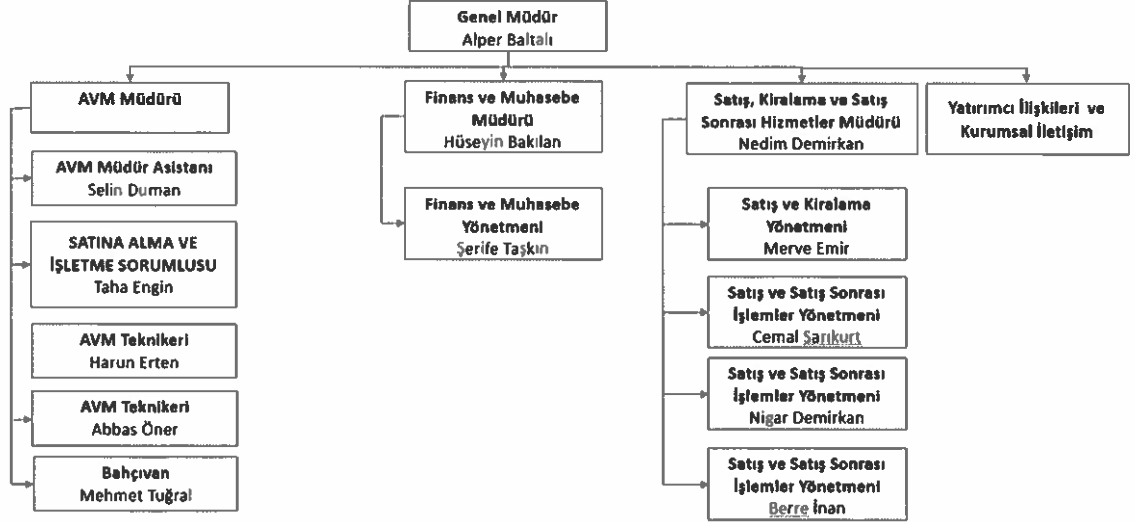 Genel Müdür
Alper Baltalı
AVM Müdürü
AVM Müdür Asistanı
Selin Duman
SATINA ALMA VE
İŞLETME SORUMLUSU
Taha Engin
AVM Teknikeri
Harun Erten
AVM Teknikeri
Abbas Öner
Bahçıvan
Mehmet Tuğral
Finans ve Muhasebe
Müdürü
Hüseyin Bakılan
Finans ve Muhasebe
Yönetmeni
Şerife Taşkın
Satış, Kiralama ve Satış
Sonrası Hizmetler Müdürü
Nedim Demirkan
Satış ve Kiralama
Yönetmeni
Merve Emir
Satış ve Satış Sonrası
İşlemler Yönetmeni
Cemal Sarıkurt
Satış ve Satış Sonrası
İşlemler Yönetmeni
Nigar Demirkan
Satış ve Satış Sonrası
İşlemler Yönetmeni
Berre İnan
Yatırımcı İlişkileri ve
Kurumsal İletişim